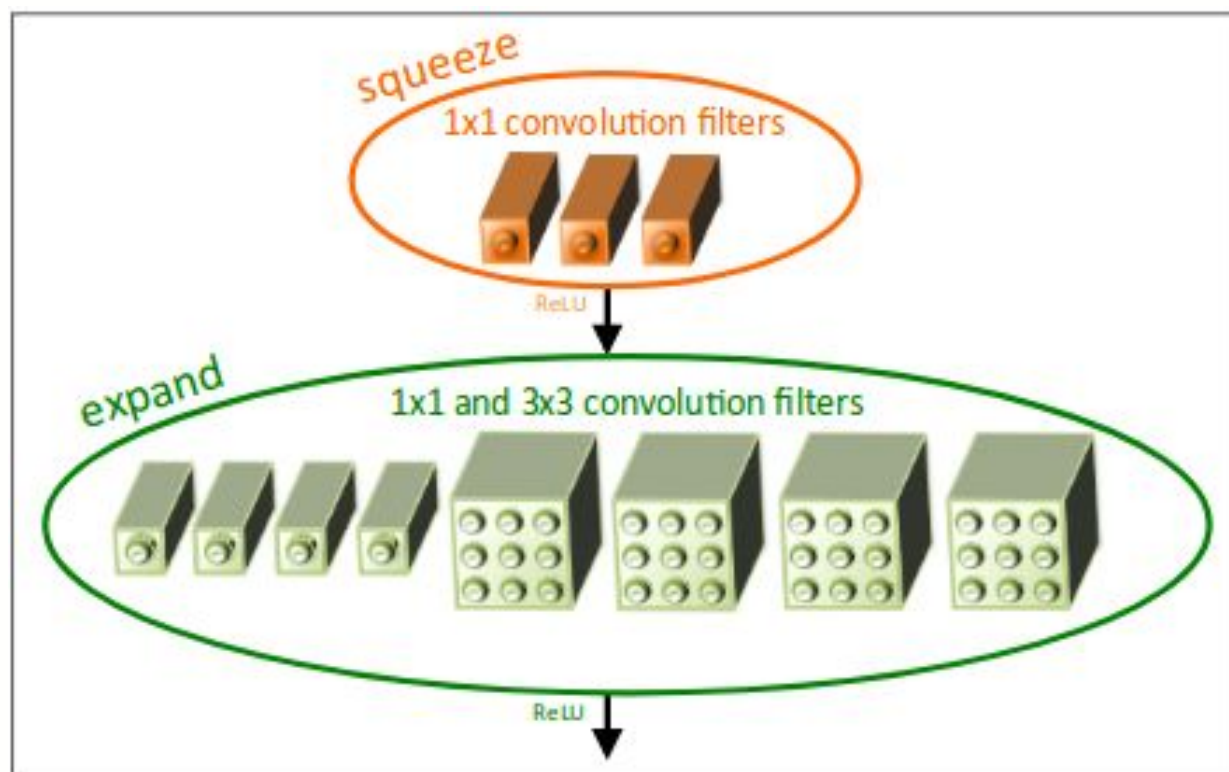 squeeze
1x1 convolution filters
ReLU
expand
1x1 and 3x3 convolution filters
ReLU